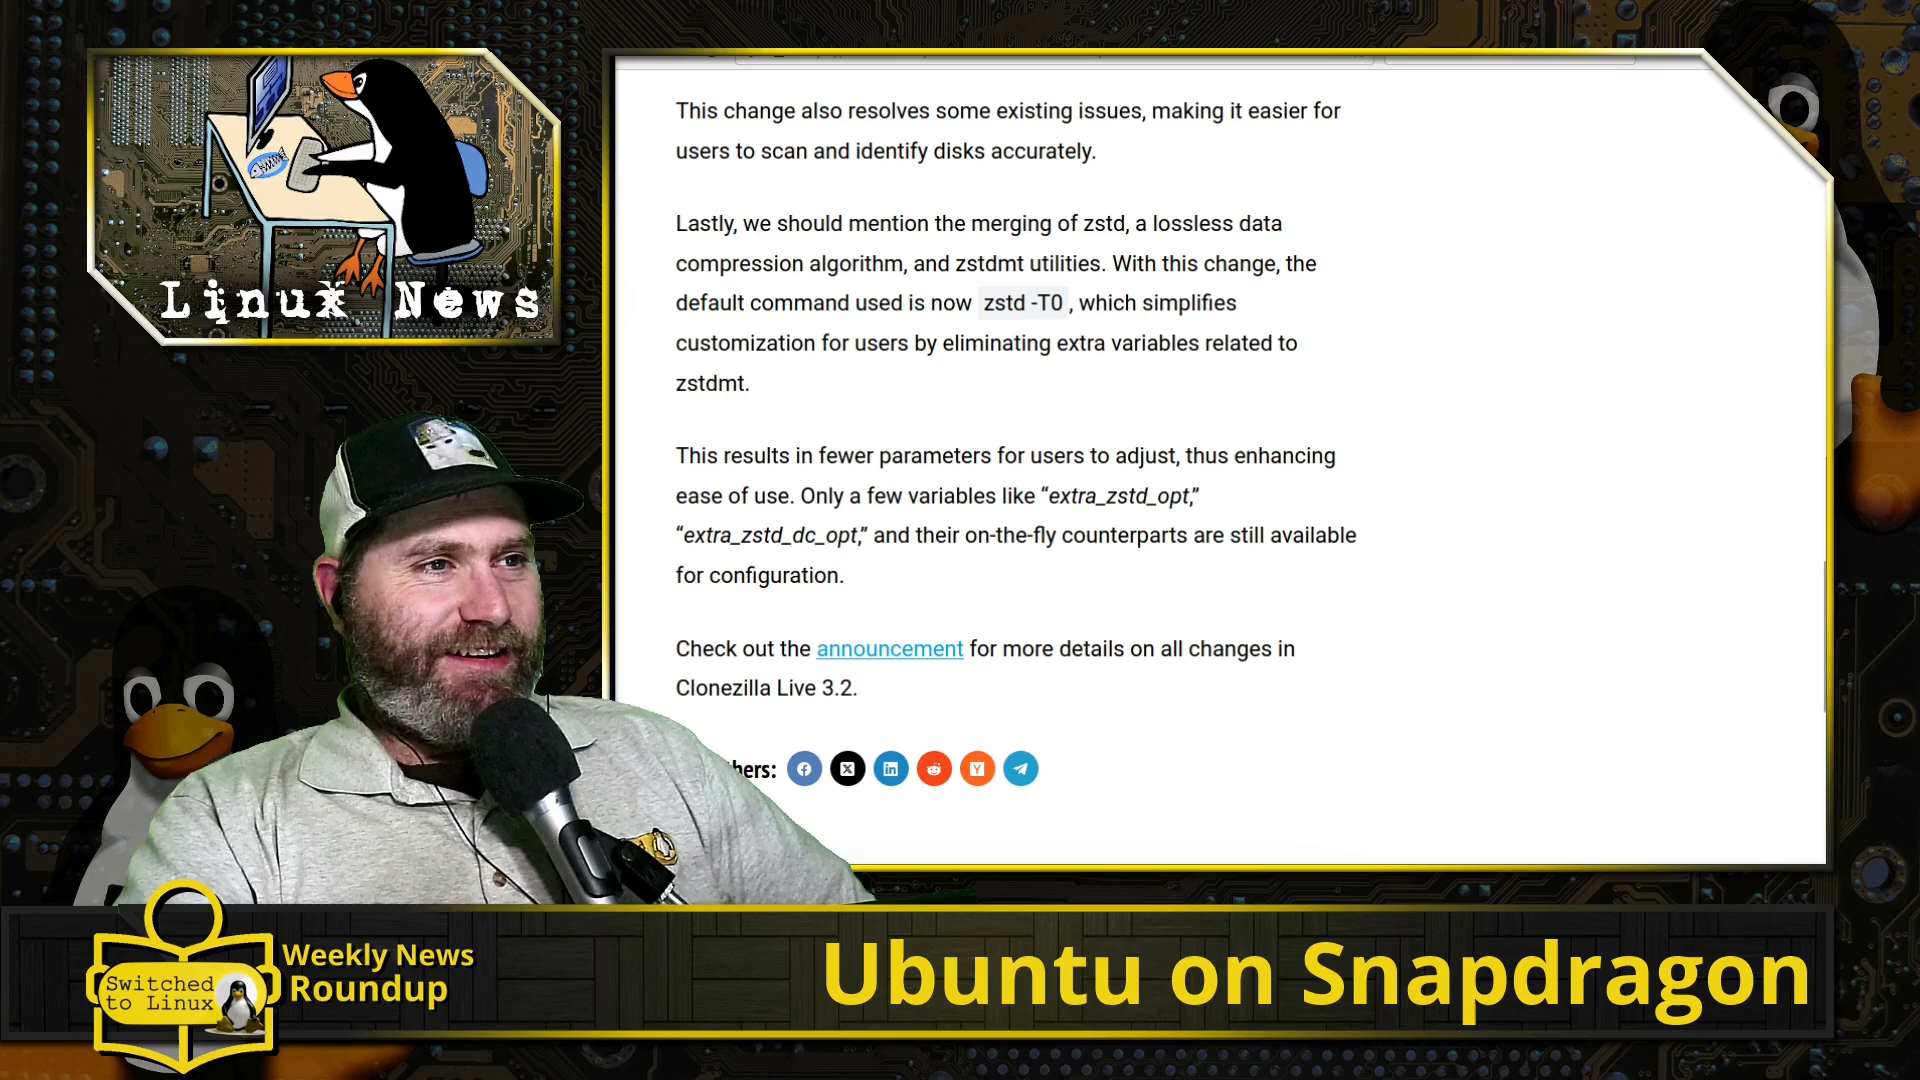 Linux News
This change also resolves some existing issues, making it easier for
users to scan and identify disks accurately.
Lastly, we should mention the merging of zstd, a lossless data
compression algorithm, and zstdmt utilities. With this change, the
default command used is now zstd -T0 , which simplifies
customization for users by eliminating extra variables related to
zstdmt.
This results in fewer parameters for users to adjust, thus enhancing
ease of use. Only a few variables like “extra_zstd_opt,”
“extra_zstd_dc_opt,” and their on-the-fly counterparts are still available
for configuration.
Check out the announcement for more details on all changes in
Clonezilla Live 3.2.
hers:
Switched
to Linux
Weekly News
Roundup
Ubuntu on Snapdragon